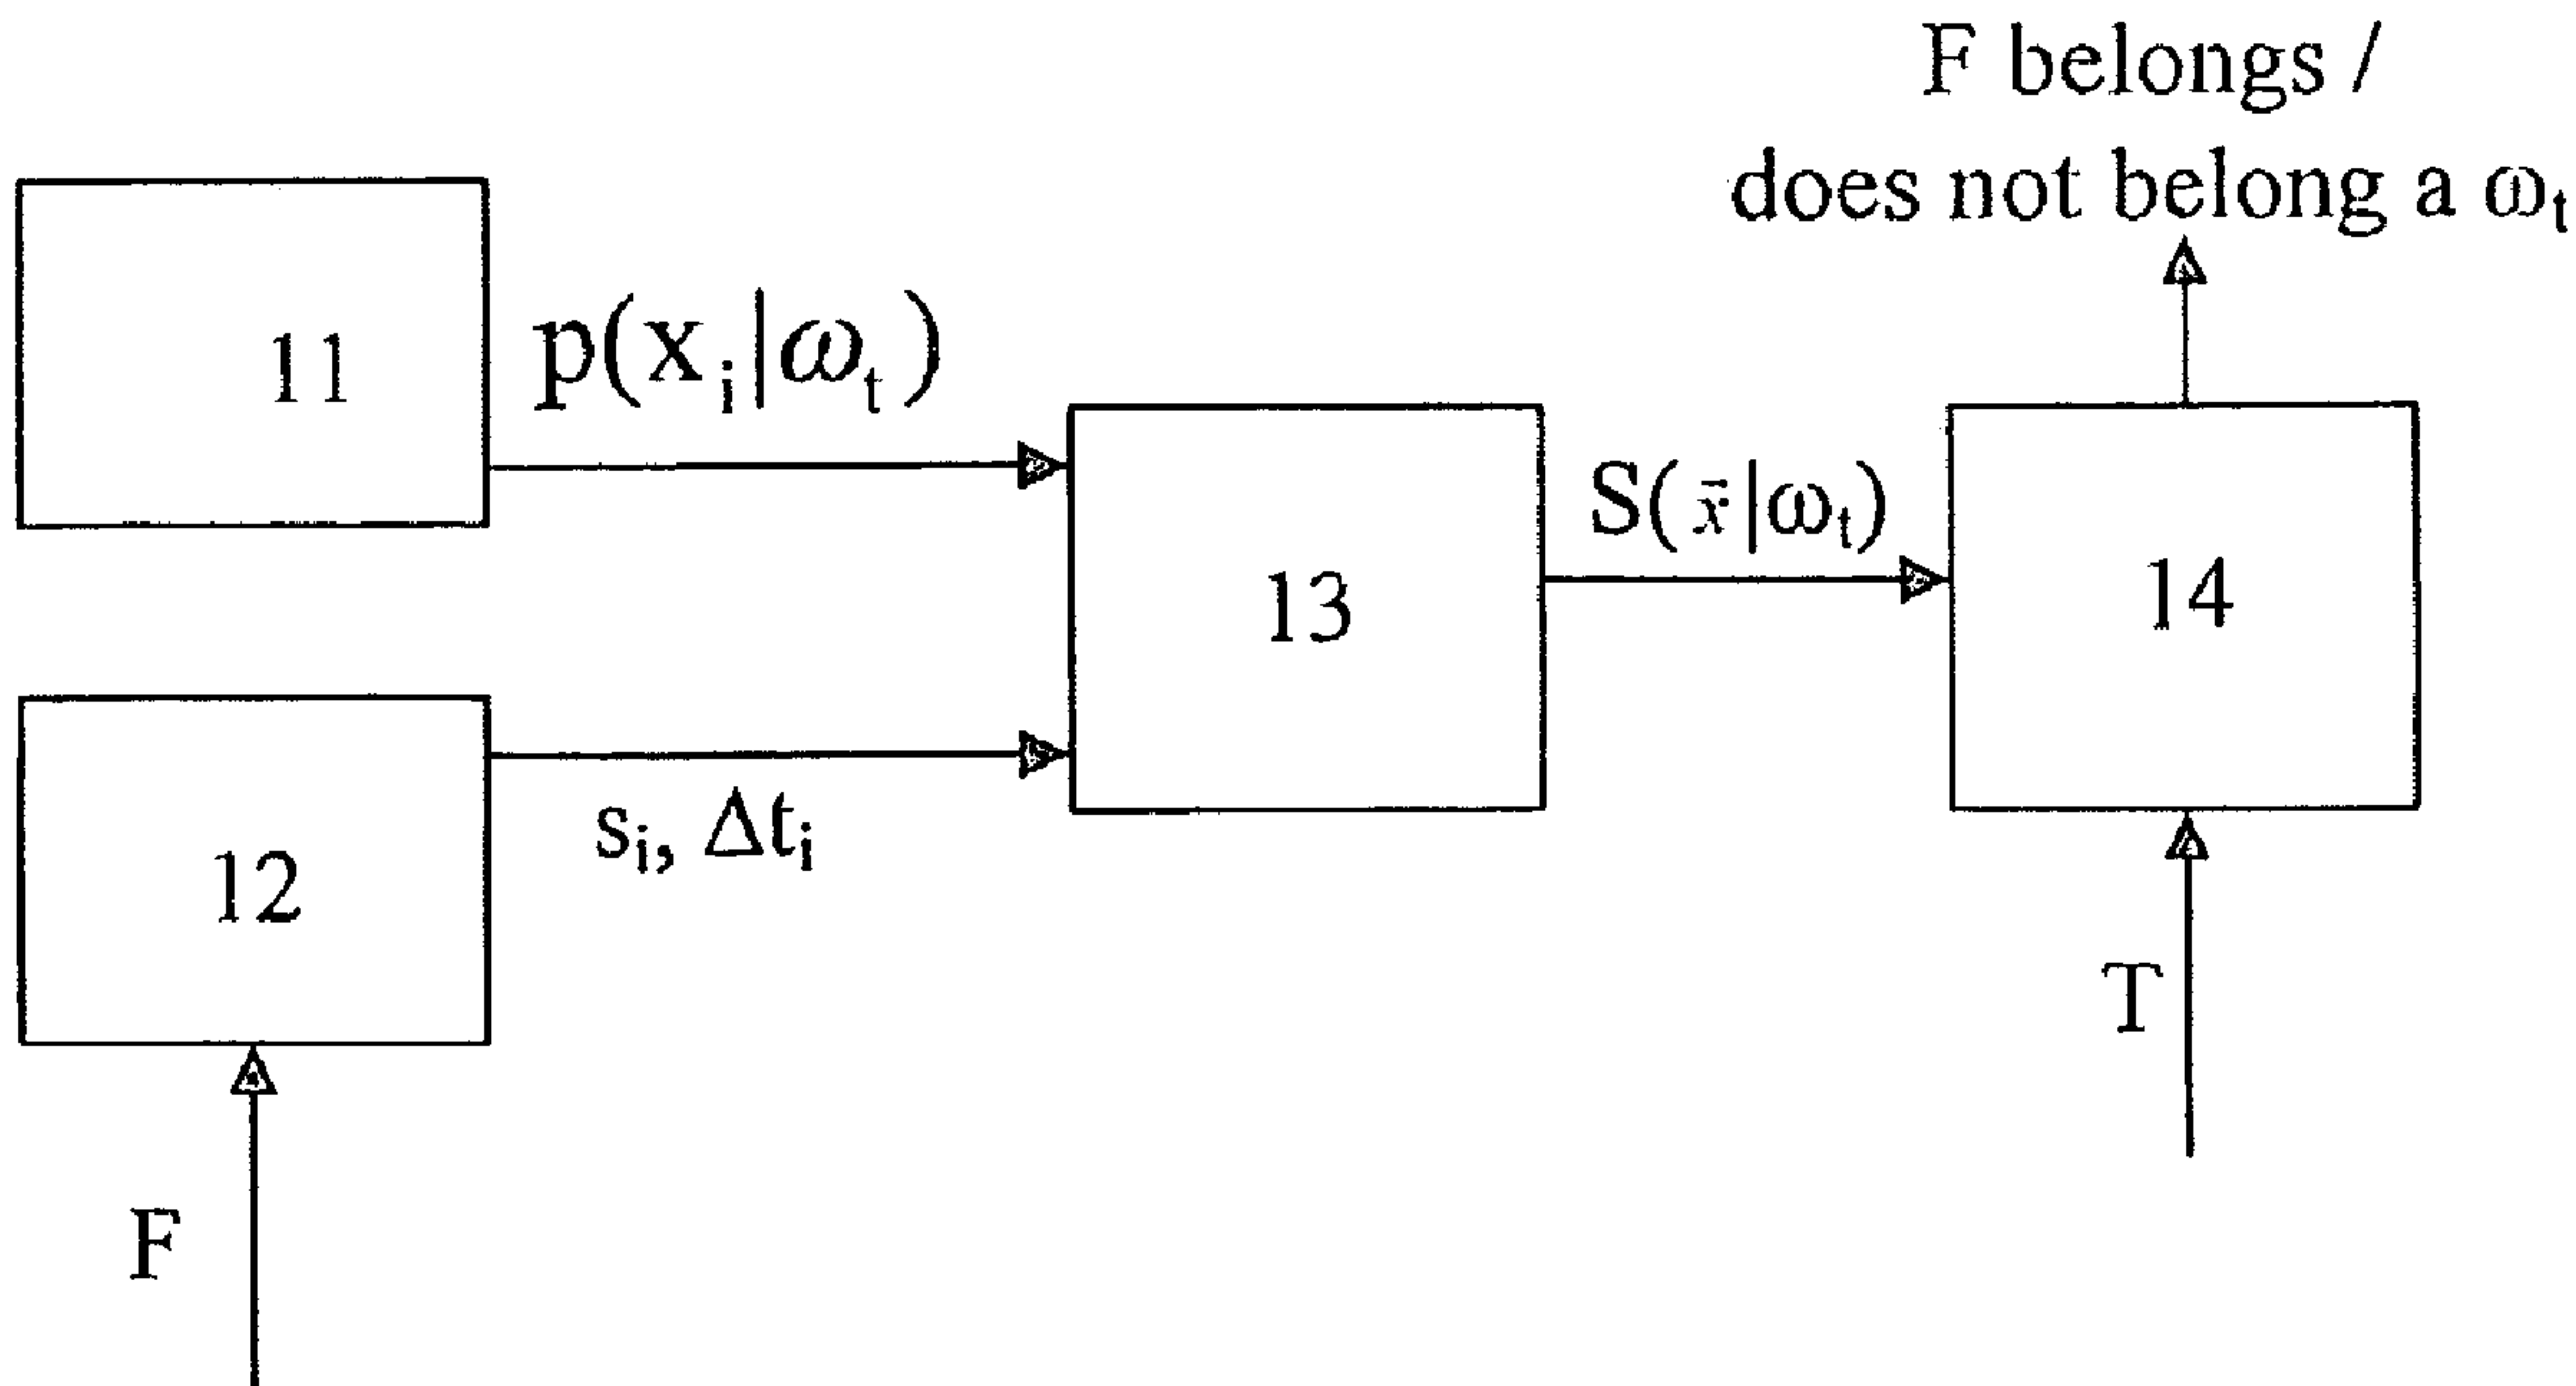 F belongs /
does not belong a ωt
11
p(xi|ωt)
13
S(x⃗|ωt)
14
12
si, Δti
T
F